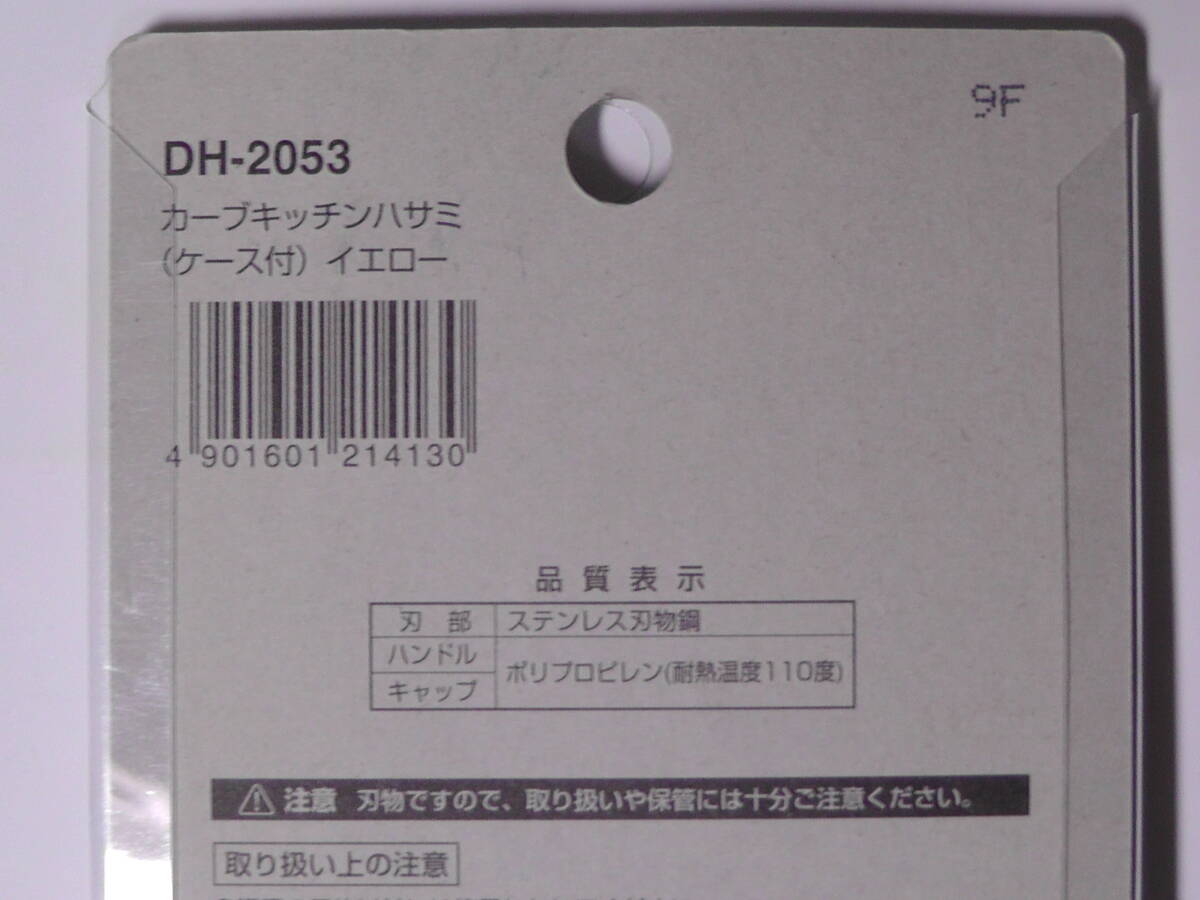 9F
DH-2053
カーブキッチンハサミ
(ケース付) イエロー
4 901601 214130
品質表示
刃部 ステンレス刃物鋼
ハンドル
キャップ
ポリプロピレン(耐熱温度110度)
注意 刃物ですので、取り扱いや保管には十分ご注意ください。
取り扱い上の注意